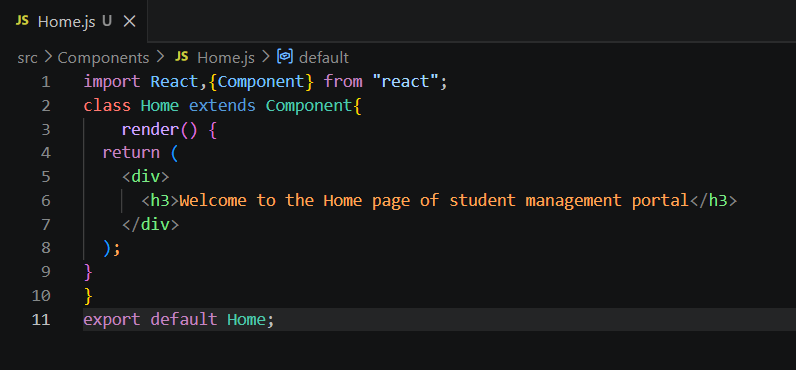 JS Home.js U ×
src > Components > JS Home.js > default
1 import React,{Component} from "react";
2 class Home extends Component{
3     render() {
4   return (
5     <div>
6       <h3>Welcome to the Home page of student management portal</h3>
7     </div>
8   );
9 }
10 }
11 export default Home;